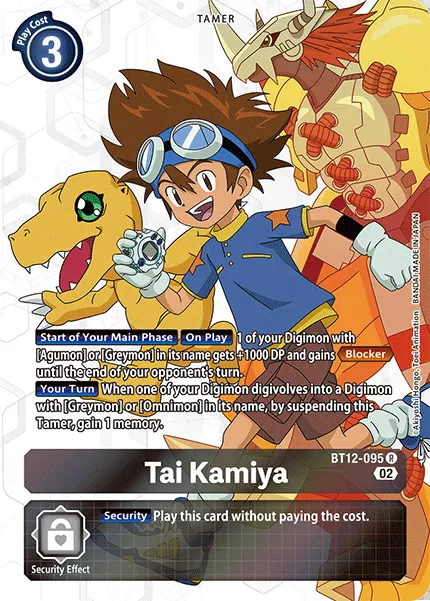 TAMER
Play Cost
3
Start of Your Main Phase On Play 1 of your Digimon with
[Agumon] or [Greymon] in its name gets +1000 DP and gains Blocker
until the end of your opponent's turn.
Your Turn When one of your Digimon digivolves into a Digimon
with [Greymon] or [Omnimon] in its name, by suspending this
Tamer, gain 1 memory.
©Akiyoshi Hongo, Toei Animation BANDAI MADE IN JAPAN
BT12-095 R
Tai Kamiya
02
Security Play this card without paying the cost.
Security Effect